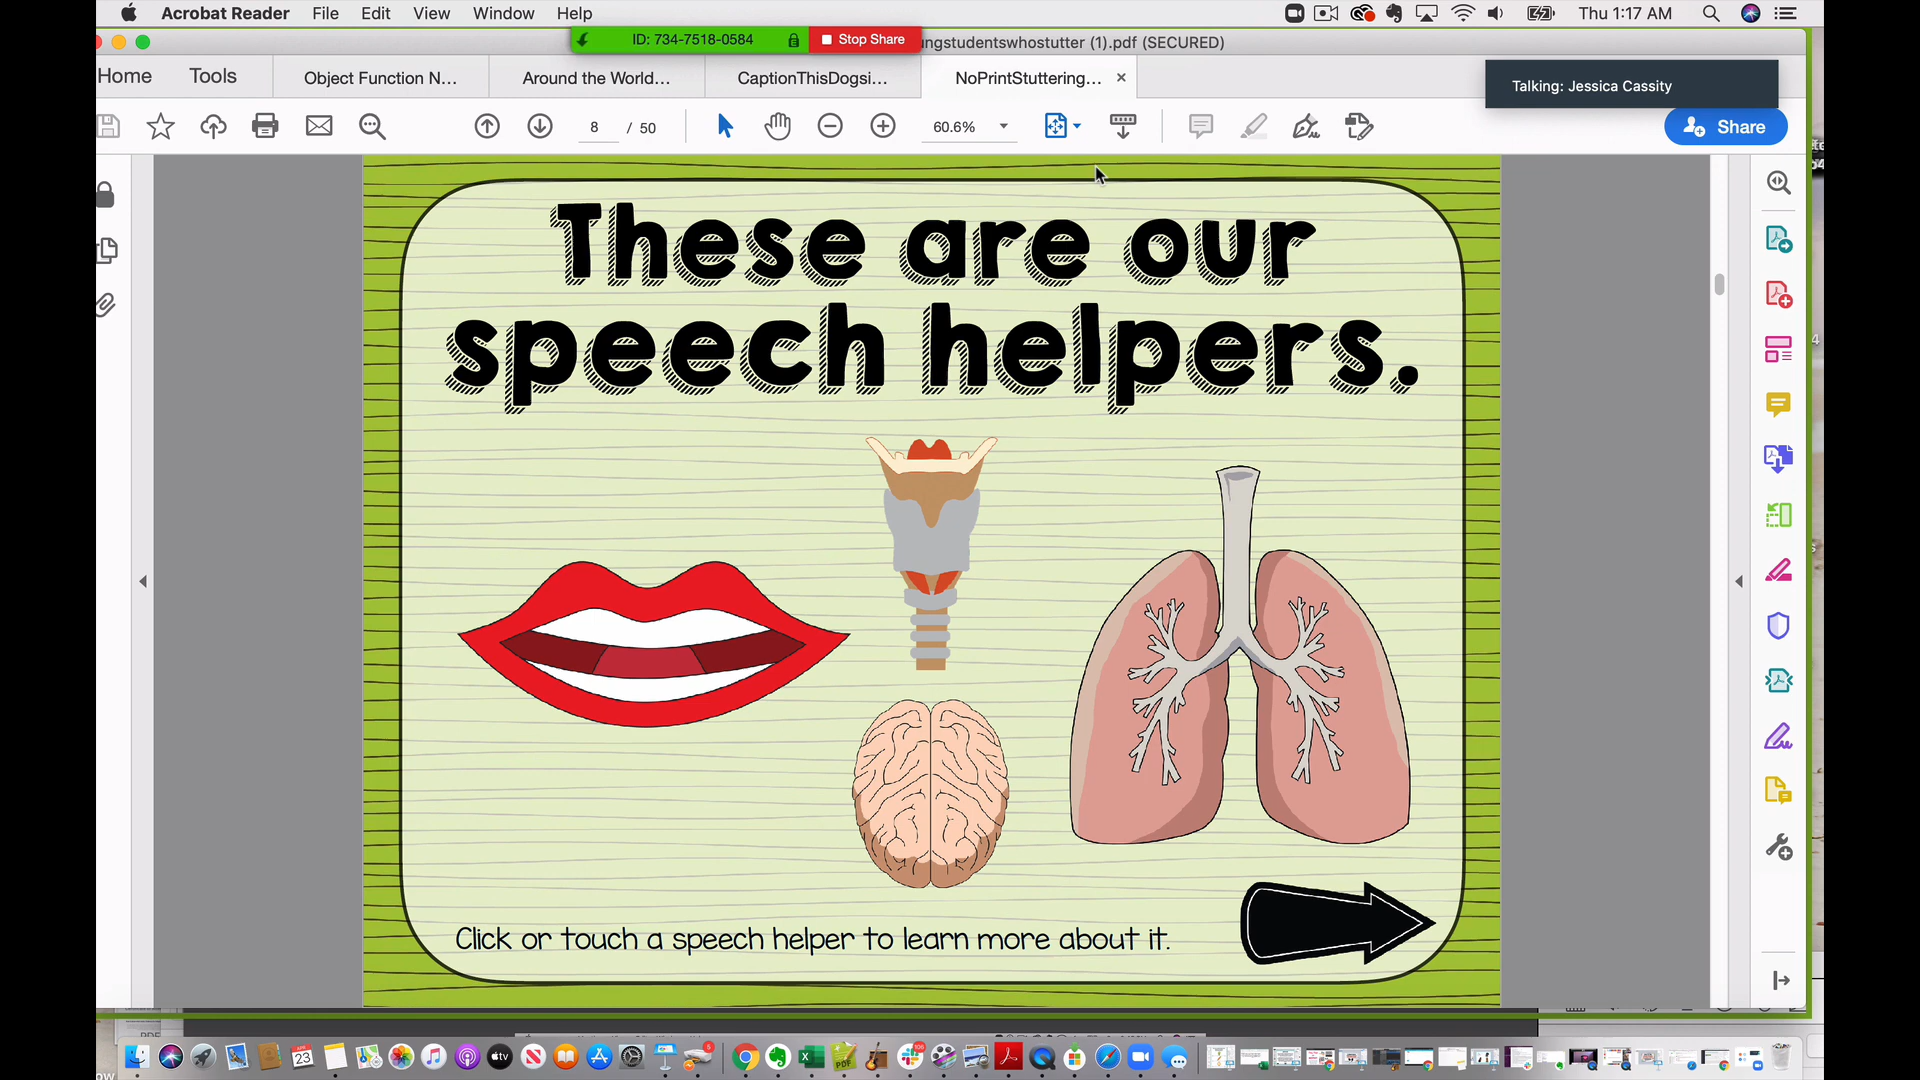 Acrobat Reader File Edit View Window Help Thu 1:17 AM
ID: 734-7518-0584 Stop Share ngstudentswhostutter (1).pdf (SECURED)
Home Tools Object Function N... Around the World... CaptionThisDogsi... NoPrintStuttering...
Talking: Jessica Cassity
8 / 50 60.6% Share
These are our
speech helpers.
Click or touch a speech helper to learn more about it.